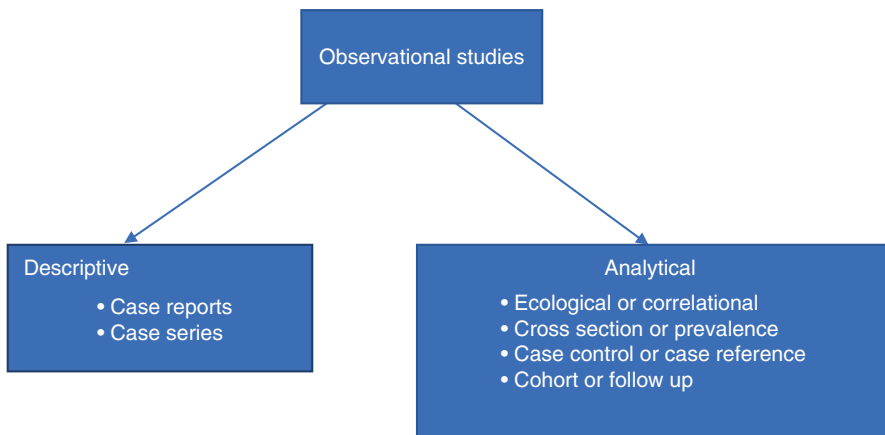 Observational studies
Descriptive
• Case reports
• Case series
Analytical
• Ecological or correlational
• Cross section or prevalence
• Case control or case reference
• Cohort or follow up